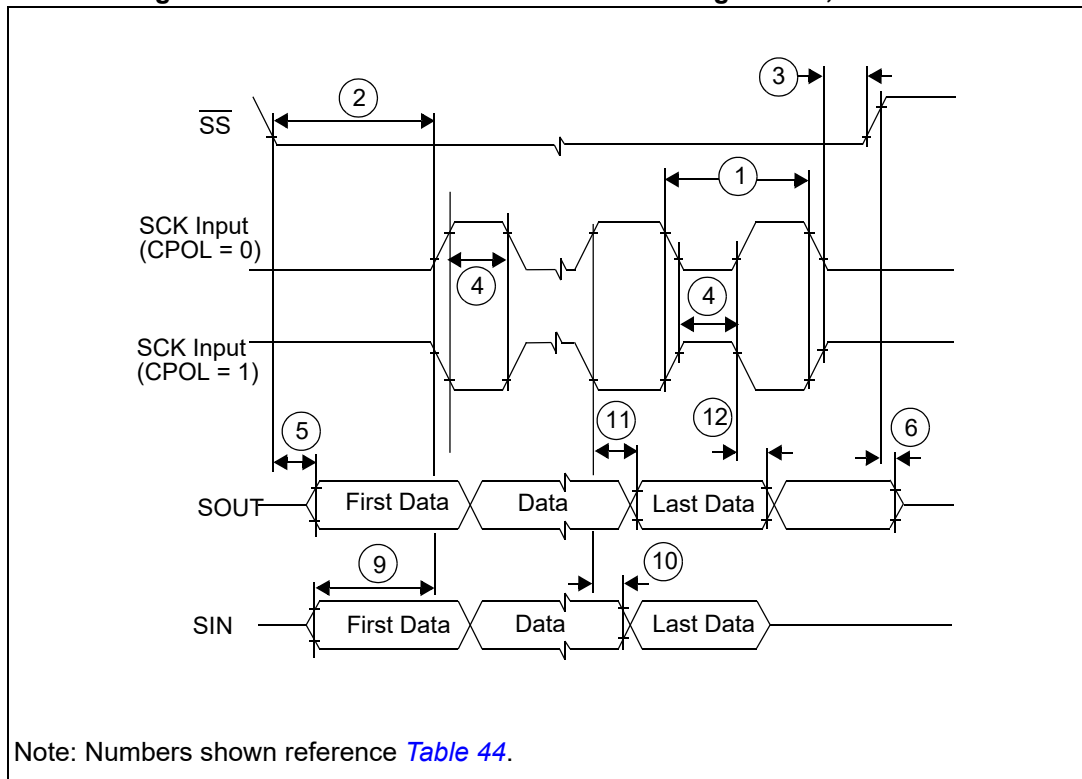 3
2
SS
1
SCK Input
(CPOL = 0)
4
4
SCK Input
(CPOL = 1)
5
11
12
6
SOUT
First Data
Data
Last Data
9
10
SIN
First Data
Data
Last Data
Note: Numbers shown reference Table 44.